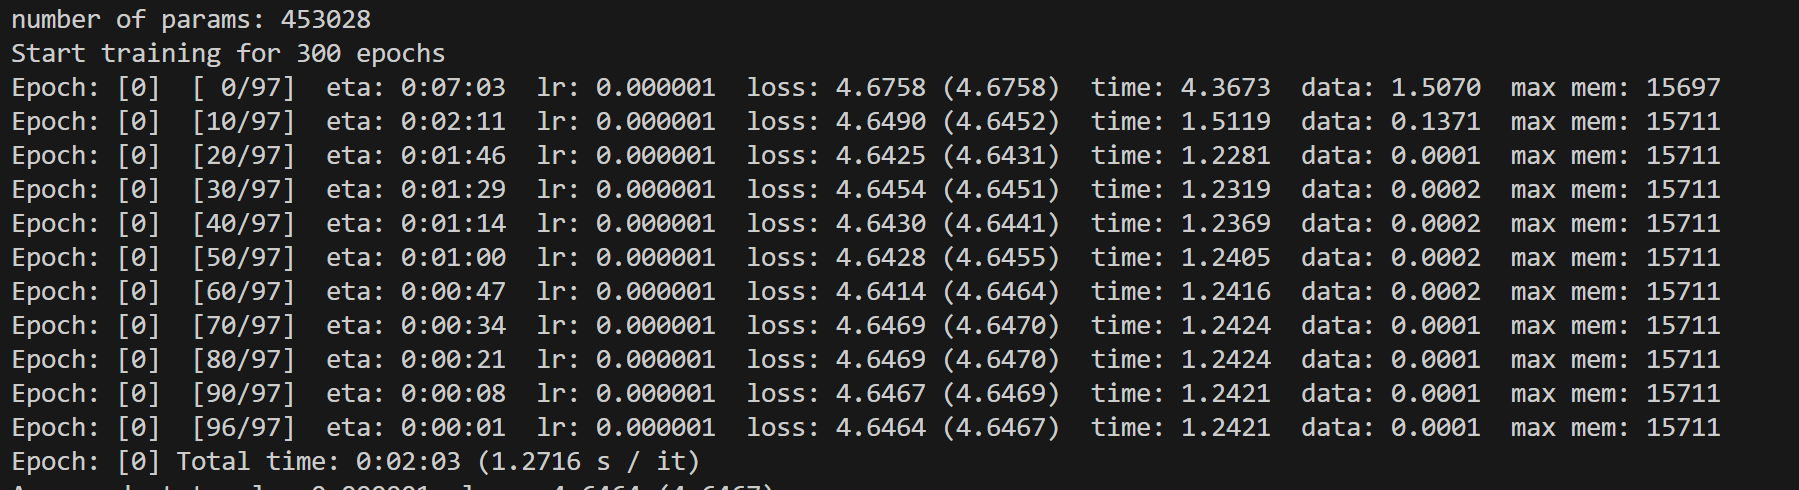 number of params: 453028
Start training for 300 epochs
Epoch: [0]  [ 0/97]  eta: 0:07:03  lr: 0.000001  loss: 4.6758 (4.6758)  time: 4.3673  data: 1.5070  max mem: 15697
Epoch: [0]  [10/97]  eta: 0:02:11  lr: 0.000001  loss: 4.6490 (4.6452)  time: 1.5119  data: 0.1371  max mem: 15711
Epoch: [0]  [20/97]  eta: 0:01:46  lr: 0.000001  loss: 4.6425 (4.6431)  time: 1.2281  data: 0.0001  max mem: 15711
Epoch: [0]  [30/97]  eta: 0:01:29  lr: 0.000001  loss: 4.6454 (4.6451)  time: 1.2319  data: 0.0002  max mem: 15711
Epoch: [0]  [40/97]  eta: 0:01:14  lr: 0.000001  loss: 4.6430 (4.6441)  time: 1.2369  data: 0.0002  max mem: 15711
Epoch: [0]  [50/97]  eta: 0:01:00  lr: 0.000001  loss: 4.6428 (4.6455)  time: 1.2405  data: 0.0002  max mem: 15711
Epoch: [0]  [60/97]  eta: 0:00:47  lr: 0.000001  loss: 4.6414 (4.6464)  time: 1.2416  data: 0.0002  max mem: 15711
Epoch: [0]  [70/97]  eta: 0:00:34  lr: 0.000001  loss: 4.6469 (4.6470)  time: 1.2424  data: 0.0001  max mem: 15711
Epoch: [0]  [80/97]  eta: 0:00:21  lr: 0.000001  loss: 4.6469 (4.6470)  time: 1.2424  data: 0.0001  max mem: 15711
Epoch: [0]  [90/97]  eta: 0:00:08  lr: 0.000001  loss: 4.6467 (4.6469)  time: 1.2421  data: 0.0001  max mem: 15711
Epoch: [0]  [96/97]  eta: 0:00:01  lr: 0.000001  loss: 4.6464 (4.6467)  time: 1.2421  data: 0.0001  max mem: 15711
Epoch: [0] Total time: 0:02:03 (1.2716 s / it)